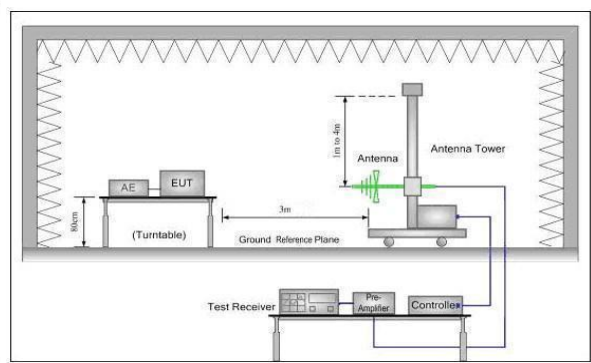 1m to 4m
Antenna
Antenna Tower
AE
EUT
80cm
(Turntable)
3m
Ground Reference Plane
Test Receiver
Pre-
Amplifier
Controller